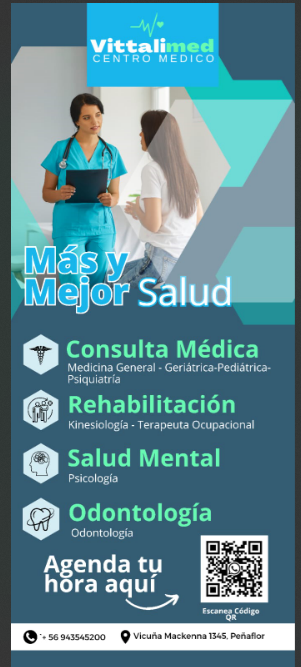 Vittalimed
CENTRO MEDICO
Más y
Mejor Salud
Consulta Médica
Medicina General - Geriátrica-Pediátrica-
Psiquiatría
Rehabilitación
Kinesiología - Terapeuta Ocupacional
Salud Mental
Psicología
Odontología
Odontología
Agenda tu
hora aquí
Escanea Código
QR
+ 56 943545200
Vicuña Mackenna 1345, Peñaflor